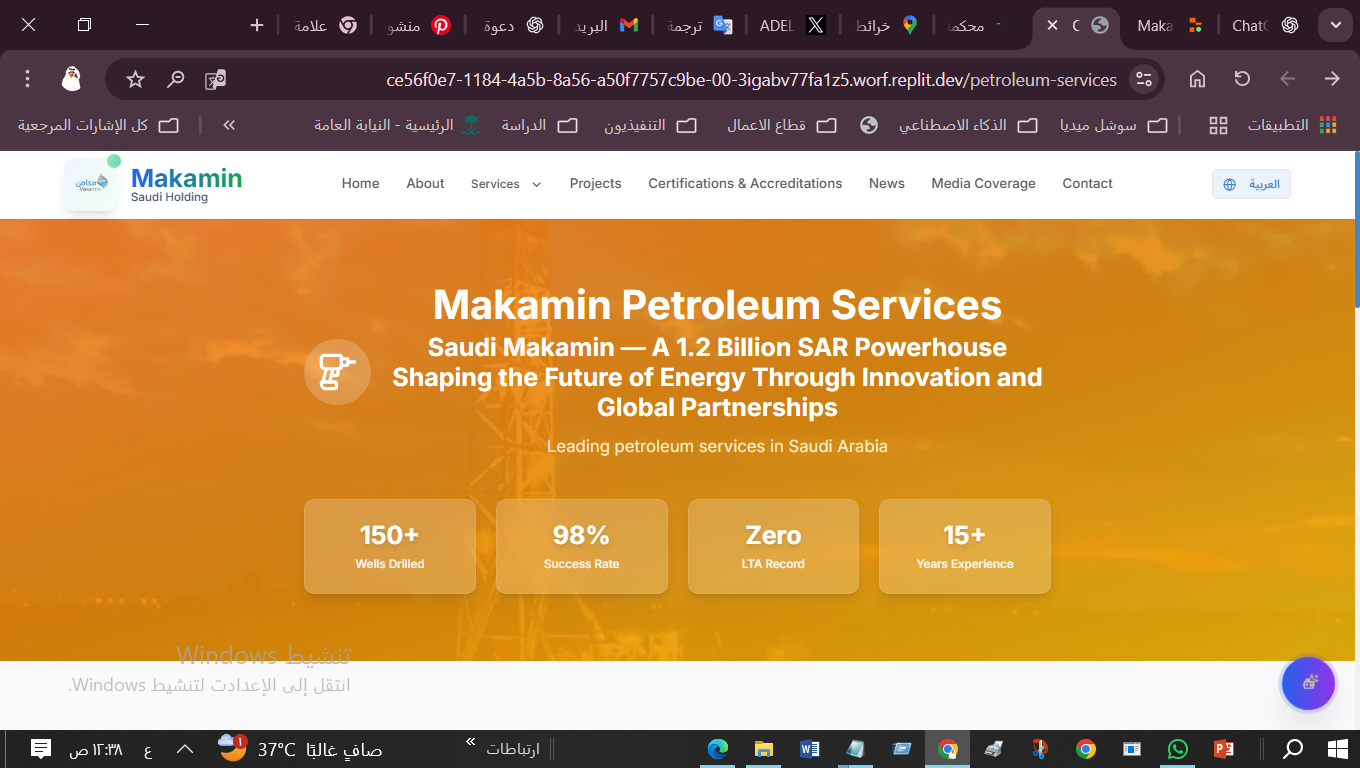 علامة
منشو
دعوة
البريد
ترجمة
ADEL
خرائط
محكمة
C
Maka
Chat
ce56f0e7-1184-4a5b-8a56-a50f7757c9be-00-3igabv77fa1z5.worf.replit.dev/petroleum-services
التطبيقات
سوشل ميديا
الذكاء الاصطناعي
قطاع الاعمال
التنفيذيون
الدراسة
الرئيسية - النيابة العامة
»
كل الإشارات المرجعية
مكامن
Makamin
Makamin
Saudi Holding
Home About Services Projects Certifications & Accreditations News Media Coverage Contact
العربية
Makamin Petroleum Services
Saudi Makamin — A 1.2 Billion SAR Powerhouse
Shaping the Future of Energy Through Innovation and
Global Partnerships
Leading petroleum services in Saudi Arabia
150+
Wells Drilled
98%
Success Rate
Zero
LTA Record
15+
Years Experience
تنشيط Windows
انتقل إلى الإعدادت لتنشيط Windows.
ارتباطات
»
37°C صافٍ غالبًا
١
ع
١٢:٣٨ ص